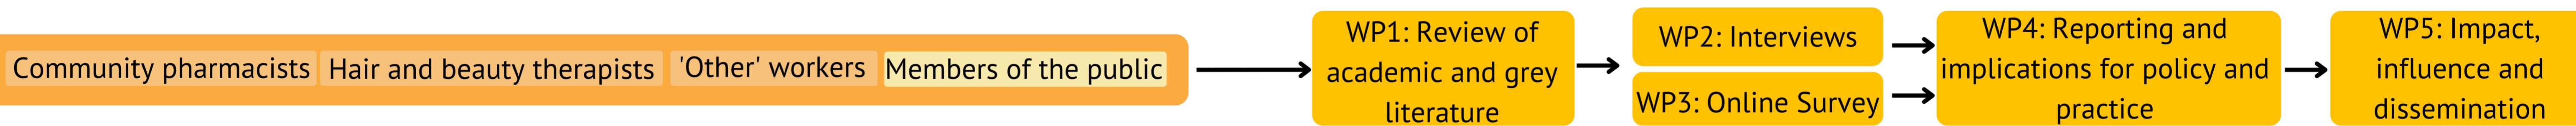 Community pharmacists
Hair and beauty therapists
'Other' workers
Members of the public
WP1: Review of
academic and grey
literature
WP2: Interviews
WP3: Online Survey
WP4: Reporting and
implications for policy and
practice
WP5: Impact,
influence and
dissemination